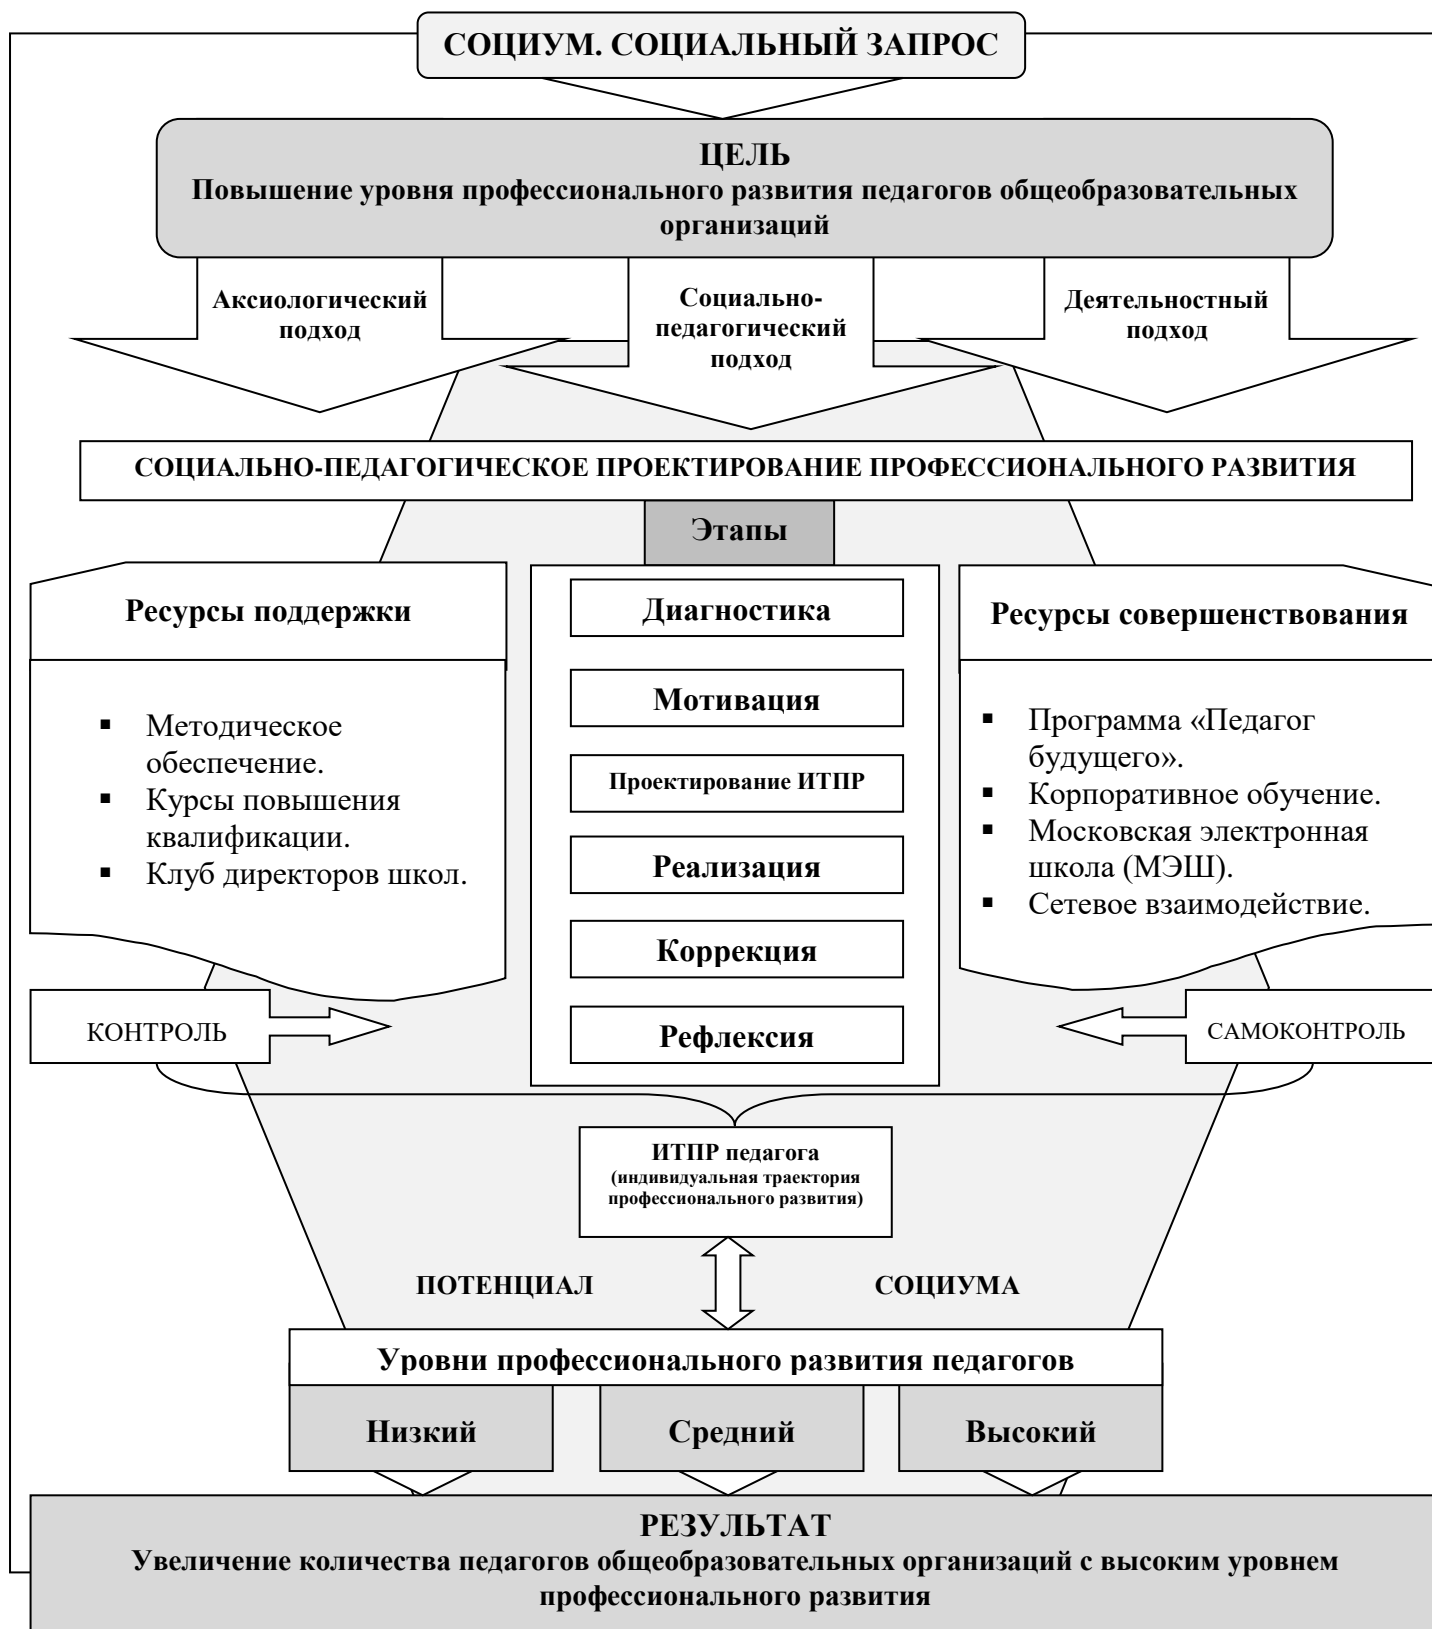 СОЦИУМ. СОЦИАЛЬНЫЙ ЗАПРОС
ЦЕЛЬ
Повышение уровня профессионального развития педагогов общеобразовательных
организаций
Аксиологический
подход
Социально-
педагогический
подход
Деятельностный
подход
СОЦИАЛЬНО-ПЕДАГОГИЧЕСКОЕ ПРОЕКТИРОВАНИЕ ПРОФЕССИОНАЛЬНОГО РАЗВИТИЯ
Этапы
Ресурсы поддержки
▪ Методическое
обеспечение.
▪ Курсы повышения
квалификации.
▪ Клуб директоров школ.
Диагностика
Мотивация
Проектирование ИТПР
Реализация
Коррекция
Рефлексия
Ресурсы совершенствования
▪ Программа «Педагог
будущего».
▪ Корпоративное обучение.
▪ Московская электронная
школа (МЭШ).
▪ Сетевое взаимодействие.
КОНТРОЛЬ
САМОКОНТРОЛЬ
ИТПР педагога
(индивидуальная траектория
профессионального развития)
ПОТЕНЦИАЛ СОЦИУМА
Уровни профессионального развития педагогов
Низкий
Средний
Высокий
РЕЗУЛЬТАТ
Увеличение количества педагогов общеобразовательных организаций с высоким уровнем
профессионального развития